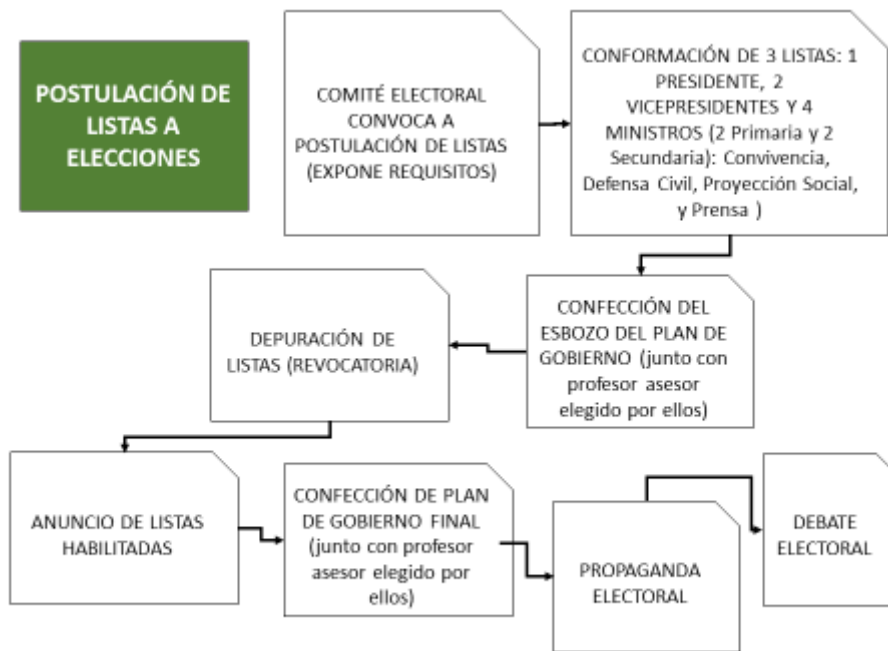 POSTULACIÓN DE
LISTAS A
ELECCIONES
COMITÉ ELECTORAL
CONVOCA A
POSTULACIÓN DE LISTAS
(EXPONE REQUISITOS)
CONFORMACIÓN DE 3 LISTAS: 1
PRESIDENTE, 2
VICEPRESIDENTES Y 4
MINISTROS (2 Primaria y 2
Secundaria): Convivencia,
Defensa Civil, Proyección Social,
y Prensa )
CONFECCIÓN DEL
ESBOZO DEL PLAN DE
GOBIERNO (junto con
profesor asesor
elegido por ellos)
DEPURACIÓN DE
LISTAS (REVOCATORIA)
ANUNCIO DE LISTAS
HABILITADAS
CONFECCIÓN DE PLAN
DE GOBIERNO FINAL
(junto con profesor
asesor elegido por
ellos)
PROPAGANDA
ELECTORAL
DEBATE
ELECTORAL